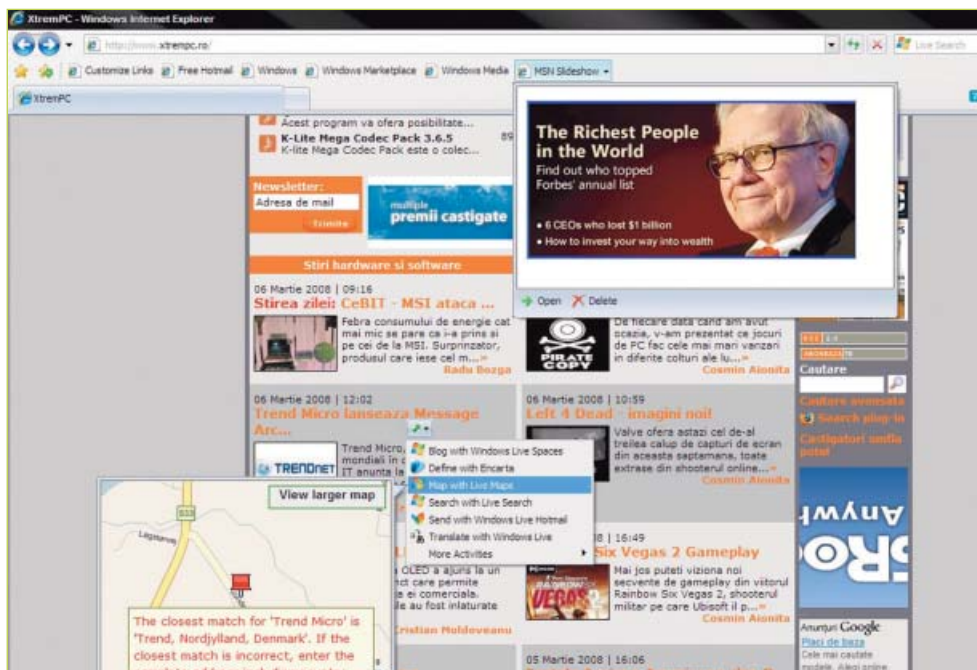 XtremPC - Windows Internet Explorer
http://www.xtrempc.ro/
Live Search
Customize Links
Free Hotmail
Windows
Windows Marketplace
Windows Media
MSN Slideshow
XtremPC
Acest program va ofera posibilitate...
K-Lite Mega Codec Pack 3.6.5
89
K-lite Mega Codec Pack este o colec...
Newsletter:
Adresa de mail
Trimite
multiple
premii castigate
The Richest People
in the World
Find out who topped
Forbes' annual list
• 6 CEOs who lost $1 billion
• How to invest your way into wealth
Open
Delete
Stiri hardware si software
06 Martie 2008 | 09:16
Stirea zilei: CeBIT - MSI ataca ...
Febra consumului de energie cat
mai mic se pare ca i-a prins si
pe cei de la MSI. Surprinzator,
produsul care iese cel m...»
Radu Bozga
PIRATE
COPY
De fiecare data cand am avut
ocazia, v-am prezentat ce jocuri
de PC fac cele mai mari vanzari
in diferite colturi ale lu...»
Cosmin Aionita
Cautare
Cautare avansata
Search plug-in
06 Martie 2008 | 12:02
Trend Micro lanseaza Message
Arc...
TRENDnet
Trend Micro,
mondiali in
IT anunta la
06 Martie 2008 | 10:59
Left 4 Dead - imagini noi!
Valve ofera astazi cel de-al
treilea calup de capturi de ecran
din aceasta saptamana, toate
extrase din shooterul online...»
Cosmin Aionita
Blog with Windows Live Spaces
Define with Encarta
Map with Live Maps
Search with Live Search
Send with Windows Live Hotmail
Translate with Windows Live
More Activities
View larger map
533
The closest match for 'Trend Micro' is
'Trend, Nordjylland, Denmark'. If the
closest match is incorrect, enter the
OLED a ajuns la un
nct care permite
a ei comerciala.
le au fost inlaturate
Cristian Moldoveanu
08 | 16:49
Six Vegas 2 Gameplay
RAINBOW SIX
VEGAS 2
Mai jos puteti viziona noi
secvente de gameplay din viitorul
Rainbow Six Vegas 2, shooterul
militar pe care Ubisoft il p...»
Cosmin Aionita
05 Martie 2008 | 16:06
Anunțuri Google
Placi de baza
Cele mai cautate
modele. Alegi online